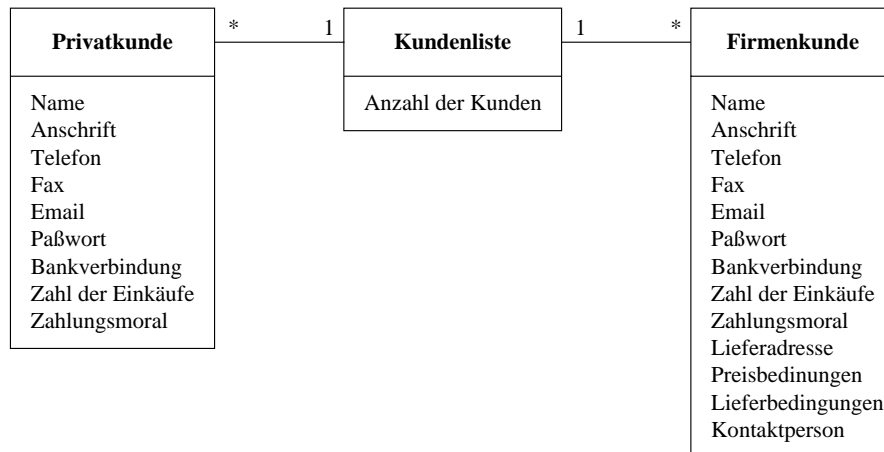 Privatkunde
Name
Anschrift
Telefon
Fax
Email
Paßwort
Bankverbindung
Zahl der Einkäufe
Zahlungsmoral
* 1
Kundenliste
Anzahl der Kunden
1 *
Firmenkunde
Name
Anschrift
Telefon
Fax
Email
Paßwort
Bankverbindung
Zahl der Einkäufe
Zahlungsmoral
Lieferadresse
Preisbedinungen
Lieferbedingungen
Kontaktperson